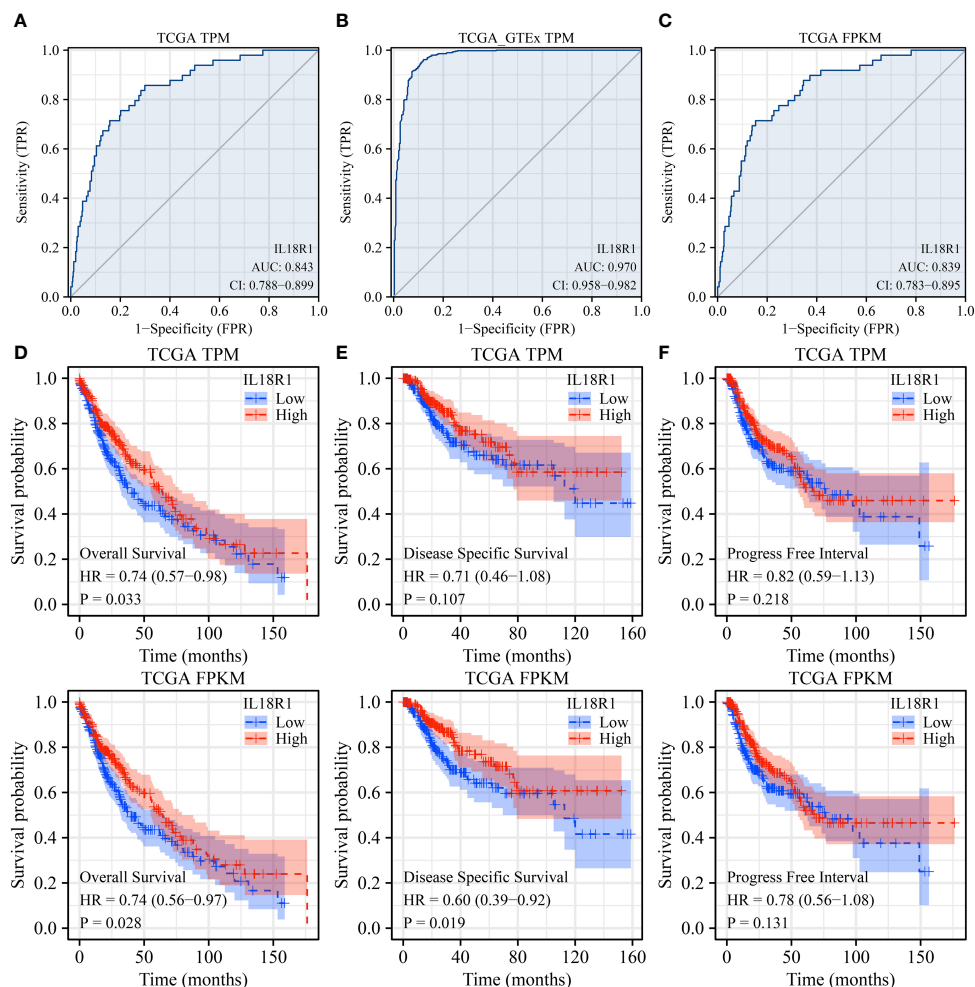 A
TCGA TPM
Sensitivity (TPR)
1.0
0.8
0.6
0.4
0.2
0.0
IL18R1
AUC: 0.843
CI: 0.788−0.899
0.0 0.2 0.4 0.6 0.8 1.0
1−Specificity (FPR)
B
TCGA_GTEx TPM
Sensitivity (TPR)
1.0
0.8
0.6
0.4
0.2
0.0
IL18R1
AUC: 0.970
CI: 0.958−0.982
0.0 0.2 0.4 0.6 0.8 1.0
1−Specificity (FPR)
C
TCGA FPKM
Sensitivity (TPR)
1.0
0.8
0.6
0.4
0.2
0.0
IL18R1
AUC: 0.839
CI: 0.783−0.895
0.0 0.2 0.4 0.6 0.8 1.0
1−Specificity (FPR)
D
TCGA TPM
Survival probability
1.0
0.8
0.6
0.4
0.2
0.0
IL18R1
Low
High
Overall Survival
HR = 0.74 (0.57−0.98)
P = 0.033
0 50 100 150
Time (months)
E
TCGA TPM
Survival probability
1.0
0.8
0.6
0.4
0.2
0.0
IL18R1
Low
High
Disease Specific Survival
HR = 0.71 (0.46−1.08)
P = 0.107
0 40 80 120 160
Time (months)
F
TCGA TPM
Survival probability
1.0
0.8
0.6
0.4
0.2
0.0
IL18R1
Low
High
Progress Free Interval
HR = 0.82 (0.59−1.13)
P = 0.218
0 50 100 150
Time (months)
TCGA FPKM
Survival probability
1.0
0.8
0.6
0.4
0.2
0.0
IL18R1
Low
High
Overall Survival
HR = 0.74 (0.56−0.97)
P = 0.028
0 50 100 150
Time (months)
TCGA FPKM
Survival probability
1.0
0.8
0.6
0.4
0.2
0.0
IL18R1
Low
High
Disease Specific Survival
HR = 0.60 (0.39−0.92)
P = 0.019
0 40 80 120 160
Time (months)
TCGA FPKM
Survival probability
1.0
0.8
0.6
0.4
0.2
0.0
IL18R1
Low
High
Progress Free Interval
HR = 0.78 (0.56−1.08)
P = 0.131
0 50 100 150
Time (months)